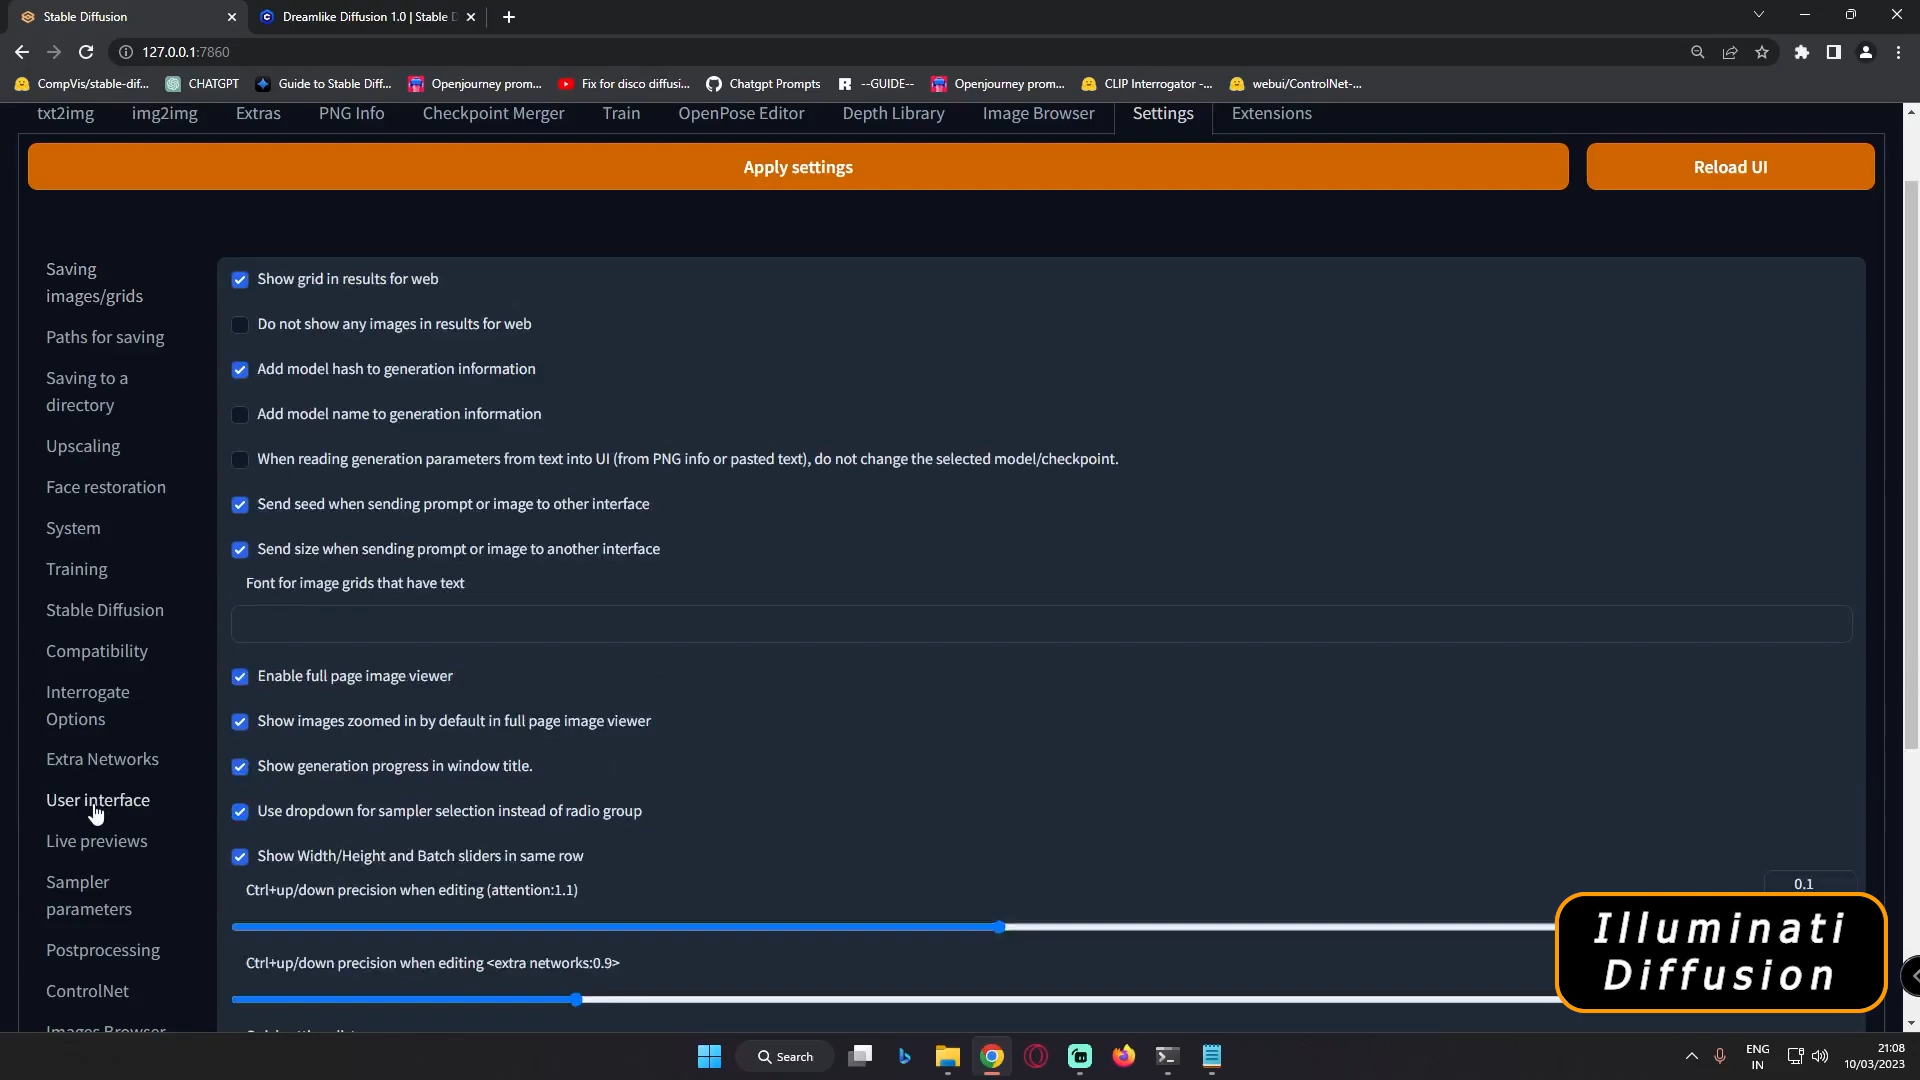 Stable Diffusion
Dreamlike Diffusion 1.0 | Stable D
127.0.0.1:7860
CompVis/stable-dif...
CHATGPT
Guide to Stable Diff...
Openjourney prom...
Fix for disco diffusi...
Chatgpt Prompts
--GUIDE--
Openjourney prom...
CLIP Interrogator -...
webui/ControlNet-...
txt2img
img2img
Extras
PNG Info
Checkpoint Merger
Train
OpenPose Editor
Depth Library
Image Browser
Settings
Extensions
Apply settings
Reload UI
Saving
images/grids
Paths for saving
Saving to a
directory
Upscaling
Face restoration
System
Training
Stable Diffusion
Compatibility
Interrogate
Options
Extra Networks
User interface
Live previews
Sampler
parameters
Postprocessing
ControlNet
Images Browser
Show grid in results for web
Do not show any images in results for web
Add model hash to generation information
Add model name to generation information
When reading generation parameters from text into UI (from PNG info or pasted text), do not change the selected model/checkpoint.
Send seed when sending prompt or image to other interface
Send size when sending prompt or image to another interface
Font for image grids that have text
Enable full page image viewer
Show images zoomed in by default in full page image viewer
Show generation progress in window title.
Use dropdown for sampler selection instead of radio group
Show Width/Height and Batch sliders in same row
Ctrl+up/down precision when editing (attention:1.1)
0.1
Ctrl+up/down precision when editing <extra networks:0.9>
Illuminati
Diffusion
Search
ENG
IN
21:08
10/03/2023